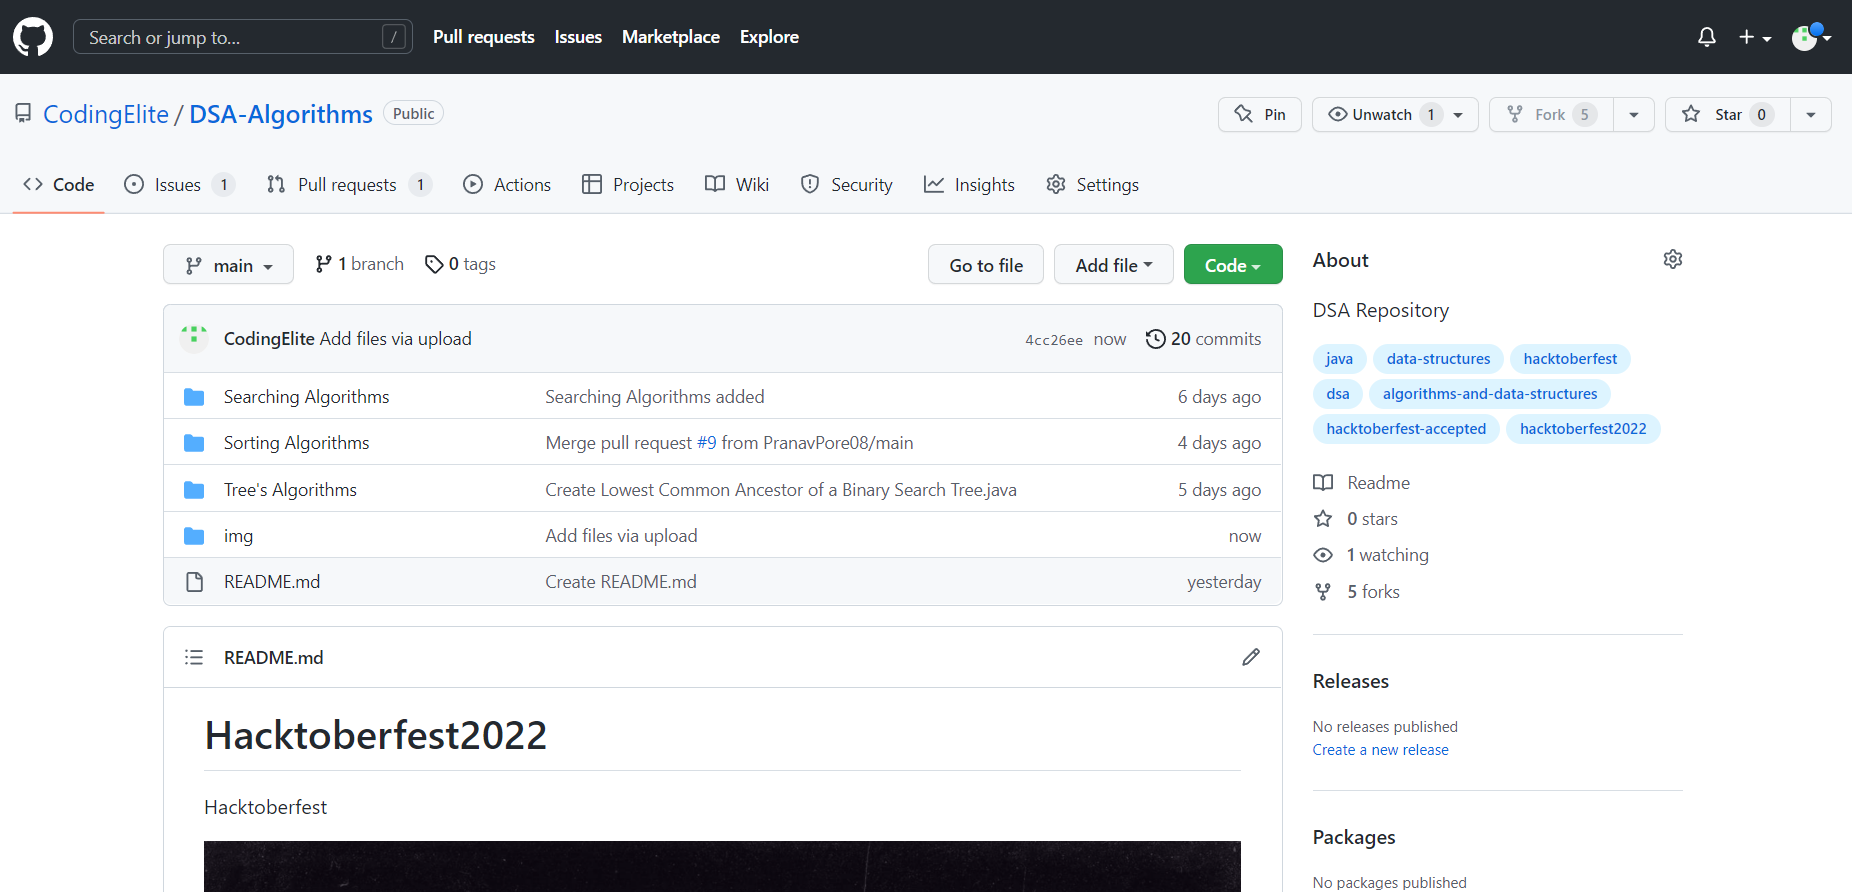 Search or jump to... /
Pull requests Issues Marketplace Explore
CodingElite / DSA-Algorithms Public
Pin Unwatch 1 Fork 5 Star 0
Code Issues 1 Pull requests 1 Actions Projects Wiki Security Insights Settings
main 1 branch 0 tags Go to file Add file Code
CodingElite Add files via upload 4cc26ee now 20 commits
Searching Algorithms Searching Algorithms added 6 days ago
Sorting Algorithms Merge pull request #9 from PranavPore08/main 4 days ago
Tree's Algorithms Create Lowest Common Ancestor of a Binary Search Tree.java 5 days ago
img Add files via upload now
README.md Create README.md yesterday
README.md
Hacktoberfest2022
Hacktoberfest
About
DSA Repository
java data-structures hacktoberfest
dsa algorithms-and-data-structures
hacktoberfest-accepted hacktoberfest2022
Readme
0 stars
1 watching
5 forks
Releases
No releases published
Create a new release
Packages
No packages published